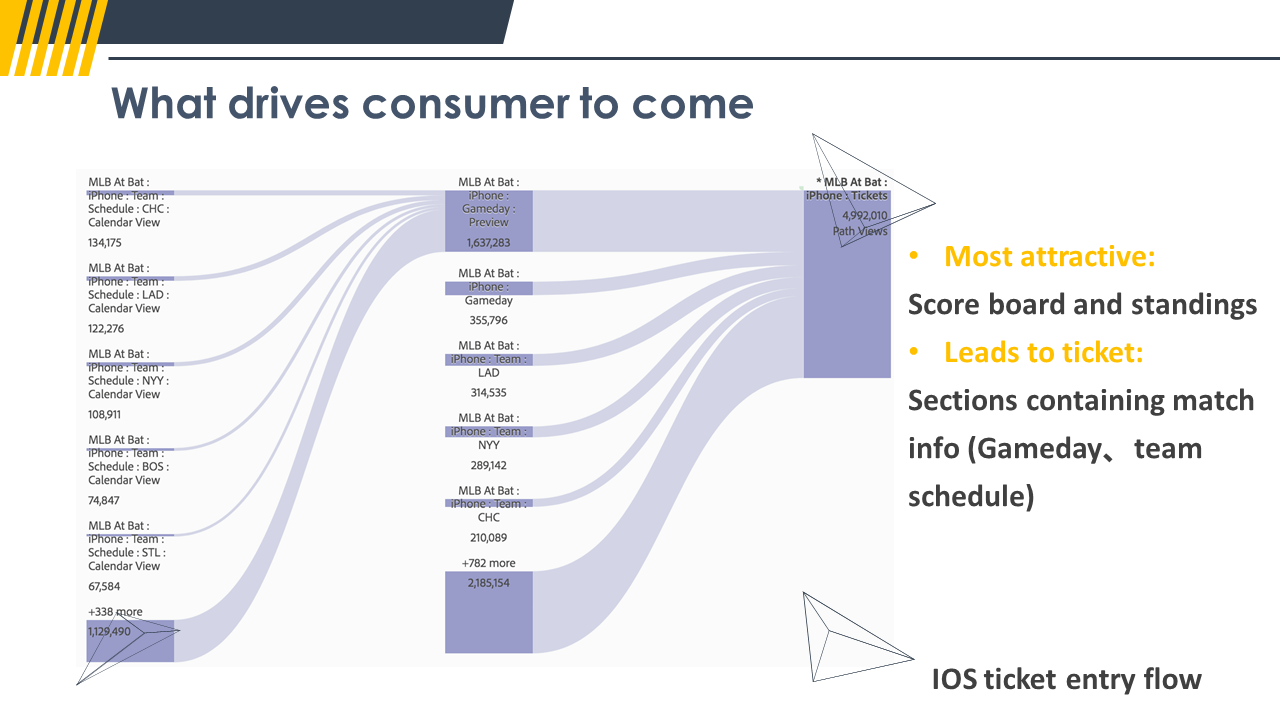 What drives consumer to come
MLB At Bat :
iPhone : Team :
Schedule : CHC :
Calendar View
134,175
MLB At Bat :
iPhone : Team :
Schedule : LAD :
Calendar View
122,276
MLB At Bat :
iPhone : Team :
Schedule : NYY :
Calendar View
108,911
MLB At Bat :
iPhone : Team :
Schedule : BOS :
Calendar View
74,847
MLB At Bat :
iPhone : Team :
Schedule : STL :
Calendar View
67,584
+338 more
1,129,490
MLB At Bat :
iPhone :
Gameday :
Preview
1,637,283
MLB At Bat :
iPhone :
Gameday
355,796
MLB At Bat :
iPhone : Team :
LAD
314,535
MLB At Bat :
iPhone : Team :
NYY
289,142
MLB At Bat :
iPhone : Team :
CHC
210,089
+782 more
2,185,154
* MLB At Bat :
iPhone : Tickets
4,992,010
Path Views
• Most attractive:
Score board and standings
• Leads to ticket:
Sections containing match
info (Gameday、 team
schedule)
IOS ticket entry flow